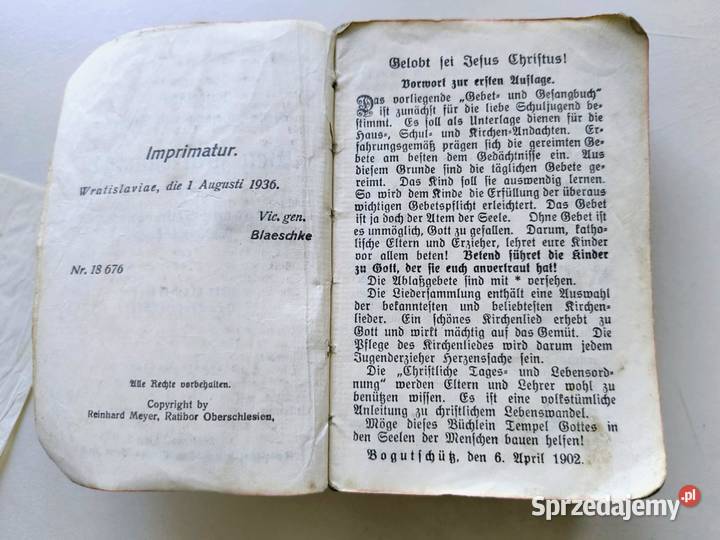 Imprimatur.
Wratislaviae, die 1 Augusti 1936.
Vic. gen.
Blaeschke
Nr. 18 676
Alle Rechte vorbehalten.
Copyright by
Reinhard Meyer, Ratibor Oberschlesien,
Gelobt sei Jesus Christus!
Vorwort zur ersten Auflage.
Das vorliegende „Gebet- und Gesangbuch"
ist zunächst für die liebe Schuljugend be-
stimmt. Es soll als Unterlage dienen für die
Haus-, Schul- und Kirchen-Andachten. Er-
fahrungsgemäß prägen sich die gereimten Ge-
bete am besten dem Gedächtnisse ein. Aus
diesem Grunde sind die täglichen Gebete ge-
reimt. Das Kind soll sie auswendig lernen.
So wird dem Kinde die Erfüllung der überaus
wichtigen Gebetspflicht erleichtert. Das Gebet
ist ja doch der Atem der Seele. Ohne Gebet ist
es unmöglich, Gott zu gefallen. Darum, katho-
lische Eltern und Erzieher, lehret eure Kinder
vor allem beten! Betend führet die Kinder
zu Gott, der sie euch anvertraut hat!
Die Ablaßgebete sind mit * versehen.
Die Liedersammlung enthält eine Auswahl
der bekanntesten und beliebtesten Kirchen-
lieder. Ein schönes Kirchenlied erhebt zu
Gott und wirkt mächtig auf das Gemüt. Die
Pflege des Kirchenliedes wird darum jedem
Jugenderzieher Herzenssache sein.
Die „Christliche Tages- und Lebensord-
nung" werden Eltern und Lehrer wohl zu
benützen wissen. Es ist eine volkstümliche
Anleitung zu christlichem Lebenswandel.
Möge dieses Büchlein Tempel Gottes in
in den Seelen der Menschen bauen helfen!
Bogutschütz, den 6. April 1902.
Sprzedajemy.pl